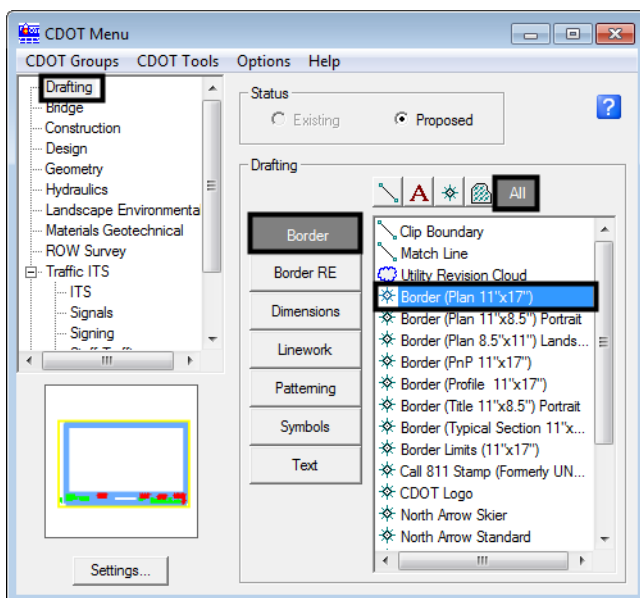 CDOT Menu
CDOT Groups CDOT Tools Options Help
Drafting
Bridge
Construction
Design
Geometry
Hydraulics
Landscape Environmenta
Materials Geotechnical
ROW Survey
Traffic ITS
ITS
Signals
Signing
Settings...
Status
Existing Proposed
?
Drafting
A All
Border
Border RE
Dimensions
Linework
Patterning
Symbols
Text
Clip Boundary
Match Line
Utility Revision Cloud
Border (Plan 11"x17")
Border (Plan 11"x8.5") Portrait
Border (Plan 8.5"x11") Lands...
Border (PnP 11"x17")
Border (Profile 11"x17")
Border (Title 11"x8.5") Portrait
Border (Typical Section 11"x...
Border Limits (11"x17")
Call 811 Stamp (Formerly UN...
CDOT Logo
North Arrow Skier
North Arrow Standard